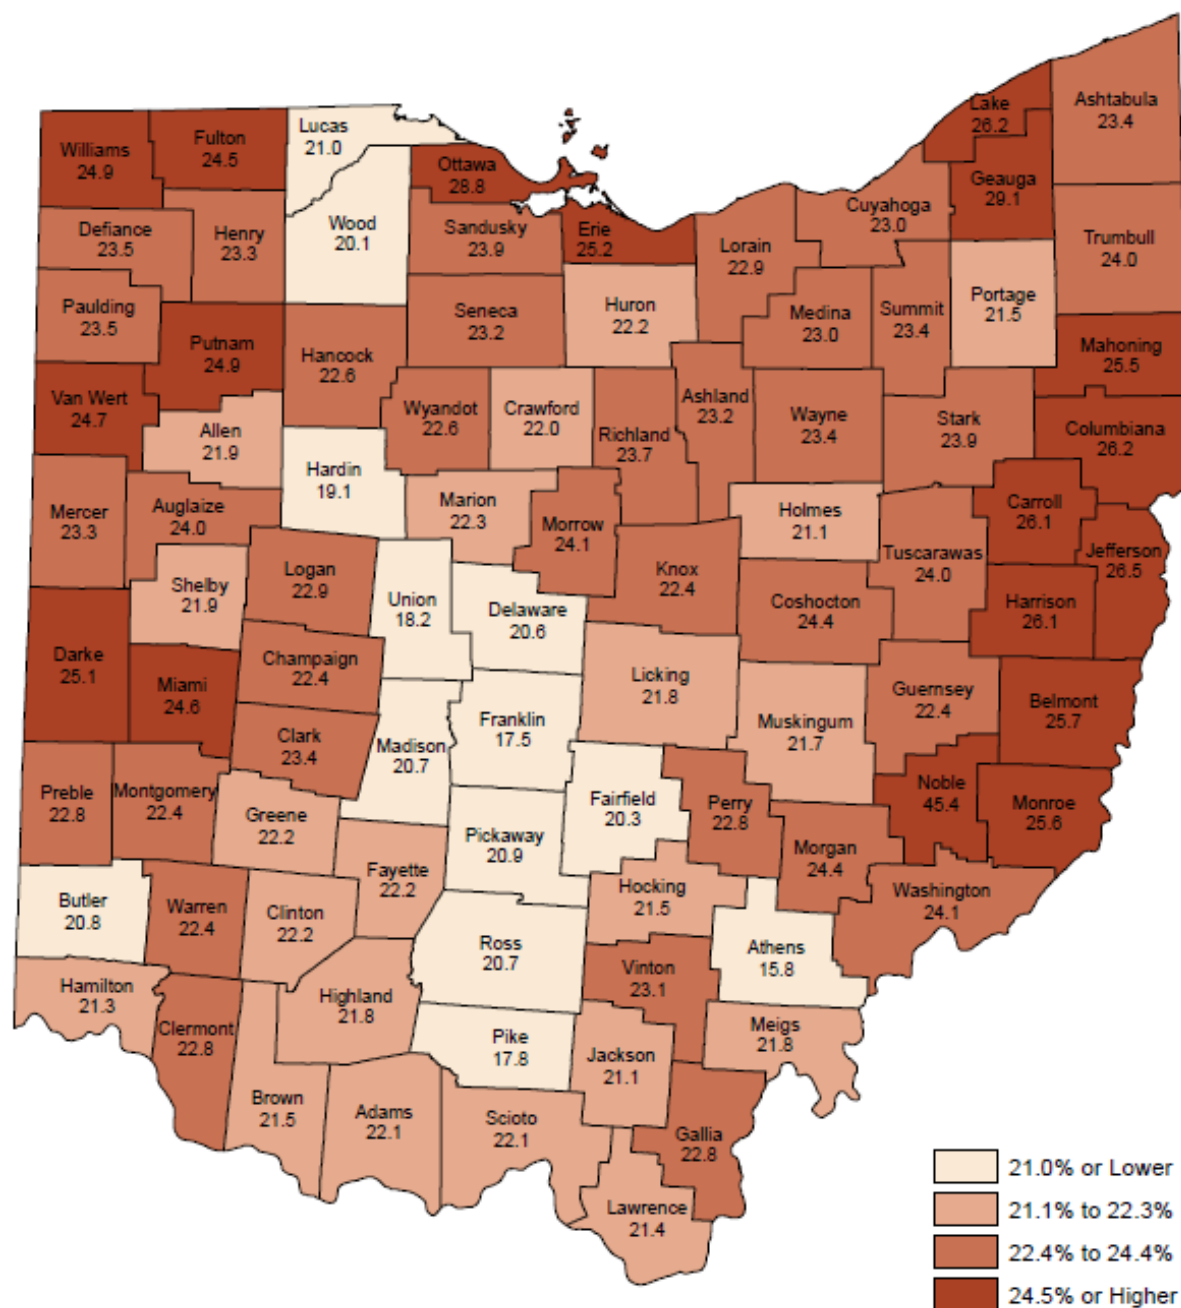 Lake
26.2
Ashtabula
23.4
Lucas
21.0
Fulton
24.5
Williams
24.9
Ottawa
28.8
Geauga
29.1
Cuyahoga
23.0
Wood
20.1
Defiance
23.5
Henry
23.3
Sandusky
23.9
Erie
25.2
Lorain
22.9
Trumbull
24.0
Paulding
23.5
Huron
22.2
Seneca
23.2
Medina
23.0
Summit
23.4
Portage
21.5
Putnam
24.9
Hancock
22.6
Mahoning
25.5
Van Wert
24.7
Allen
21.9
Wyandot
22.6
Crawford
22.0
Richland
23.7
Ashland
23.2
Wayne
23.4
Stark
23.9
Columbiana
26.2
Hardin
19.1
Mercer
23.3
Auglaize
24.0
Marion
22.3
Morrow
24.1
Holmes
21.1
Carroll
26.1
Tuscarawas
24.0
Jefferson
26.5
Shelby
21.9
Logan
22.9
Union
18.2
Delaware
20.6
Knox
22.4
Coshocton
24.4
Harrison
26.1
Darke
25.1
Miami
24.6
Champaign
22.4
Licking
21.8
Guernsey
22.4
Belmont
25.7
Clark
23.4
Madison
20.7
Franklin
17.5
Muskingum
21.7
Preble
22.8
Montgomery
22.4
Greene
22.2
Fairfield
20.3
Perry
22.8
Noble
45.4
Monroe
25.6
Pickaway
20.9
Morgan
24.4
Fayette
22.2
Hocking
21.5
Washington
24.1
Butler
20.8
Warren
22.4
Clinton
22.2
Ross
20.7
Athens
15.8
Vinton
23.1
Hamilton
21.3
Highland
21.8
Clermont
22.8
Pike
17.8
Jackson
21.1
Meigs
21.8
Brown
21.5
Adams
22.1
Scioto
22.1
Gallia
22.8
Lawrence
21.4
21.0% or Lower
21.1% to 22.3%
22.4% to 24.4%
24.5% or Higher